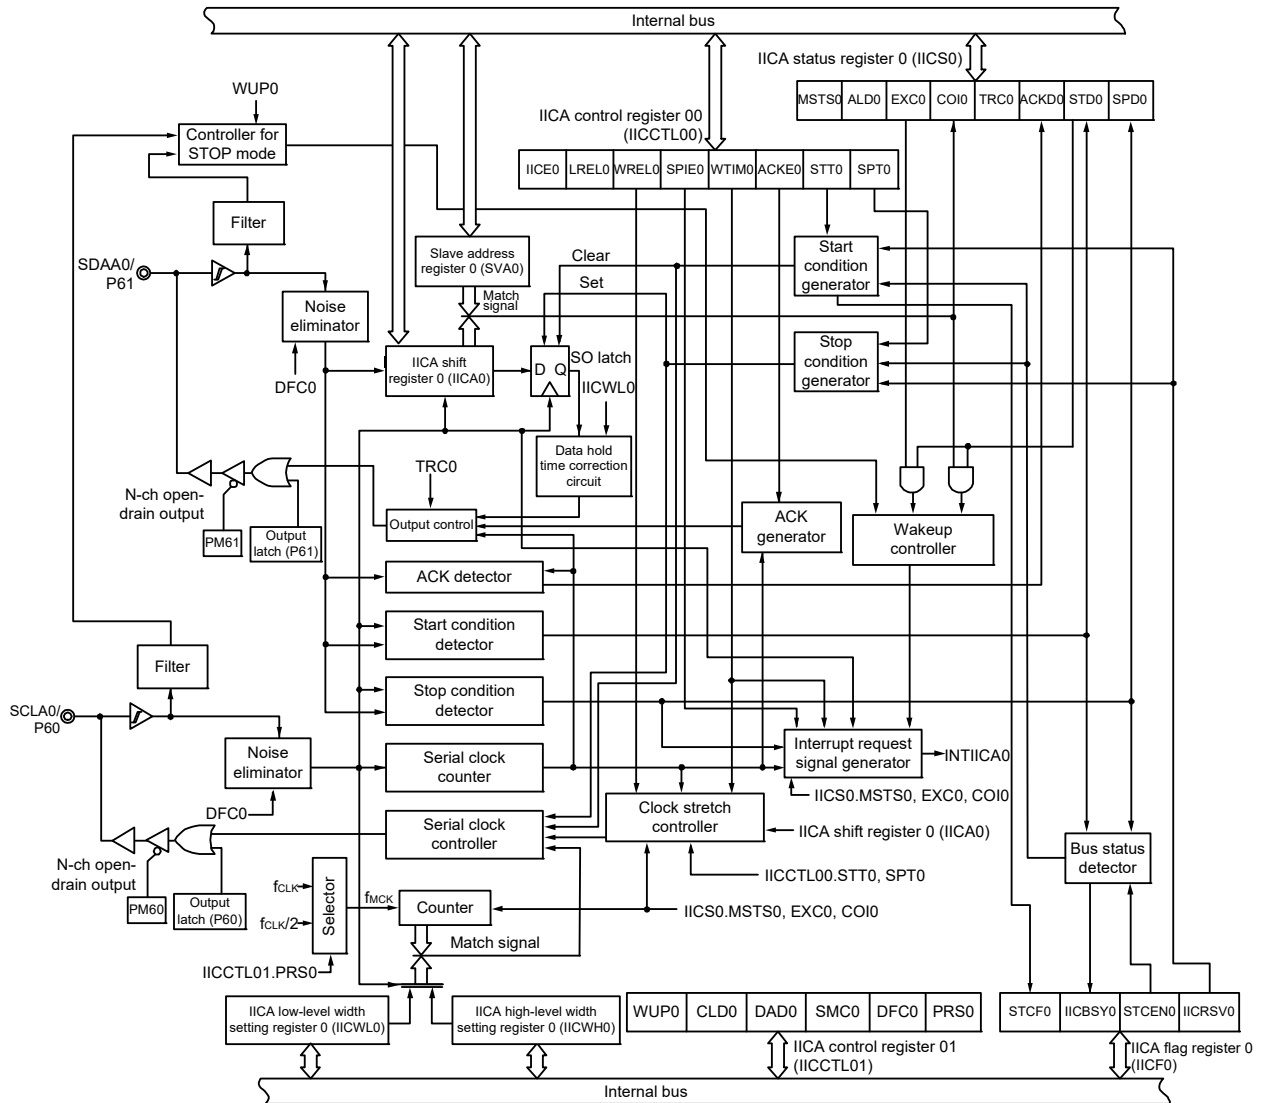 Internal bus
IICA status register 0 (IICS0)
MSTS0 ALD0 EXC0 COI0 TRC0 ACKD0 STD0 SPD0
WUP0
Controller for
STOP mode
IICA control register 00
(IICCTL00)
IICE0 LREL0 WREL0 SPIE0 WTIM0 ACKE0 STT0 SPT0
Filter
SDAA0/
P61
Slave address
register 0 (SVA0)
Clear
Set
Match
signal
Start
condition
generator
Noise
eliminator
DFC0
Stop
condition
generator
IICA shift
register 0 (IICA0)
D Q
SO latch
IICWL0
Data hold
time correction
circuit
TRC0
N-ch open-
drain output
PM61
Output
latch (P61)
Output control
ACK
generator
Wakeup
controller
ACK detector
Start condition
detector
Filter
Stop condition
detector
SCLA0/
P60
Noise
eliminator
Serial clock
counter
Interrupt request
signal generator
INTIICA0
DFC0
IICS0.MSTS0, EXC0, COI0
Serial clock
controller
Clock stretch
controller
IICA shift register 0 (IICA0)
Bus status
detector
N-ch open-
drain output
PM60
Output
latch (P60)
IICCTL00.STT0, SPT0
fCLK
fCLK/2
Selector
fMCK
Counter
IICS0.MSTS0, EXC0, COI0
Match signal
IICCTL01.PRS0
IICA low-level width
setting register 0 (IICWL0)
IICA high-level width
setting register 0 (IICWH0)
WUP0 CLD0 DAD0 SMC0 DFC0 PRS0
STCF0 IICBSY0 STCEN0 IICRSV0
IICA control register 01
(IICCTL01)
IICA flag register 0
(IICF0)
Internal bus